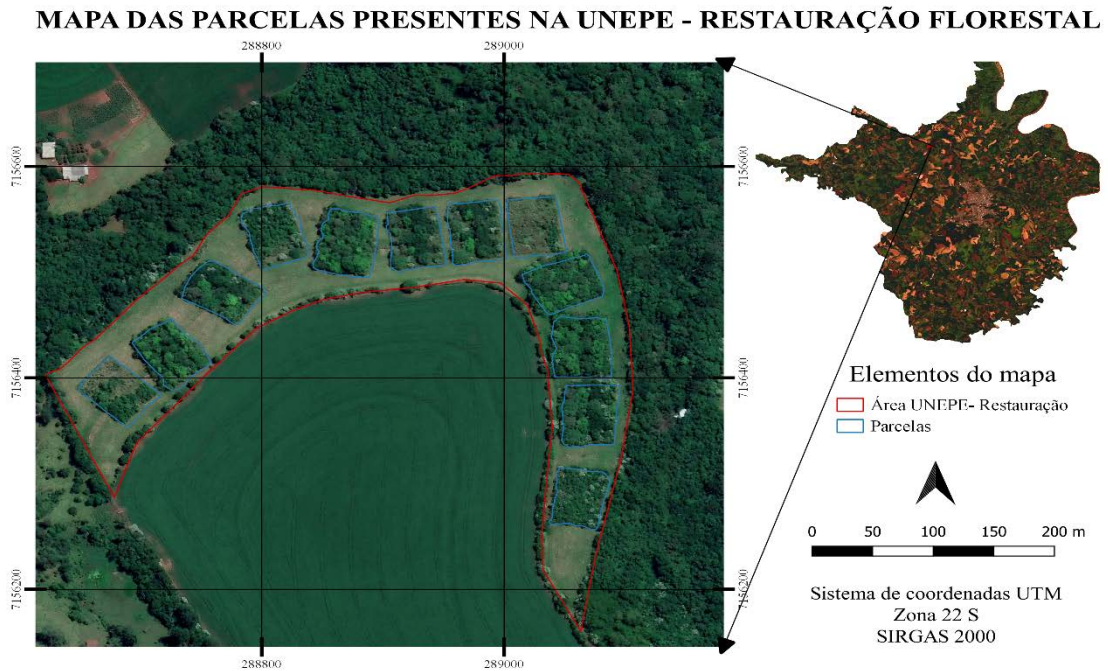 MAPA DAS PARCELAS PRESENTES NA UNEPE - RESTAURAÇÃO FLORESTAL
288800
289000
7156600
7156600
7156400
7156400
7156200
7156200
288800
289000
Elementos do mapa
Área UNEPE- Restauração
Parcelas
0 50 100 150 200 m
Sistema de coordenadas UTM
Zona 22 S
SIRGAS 2000